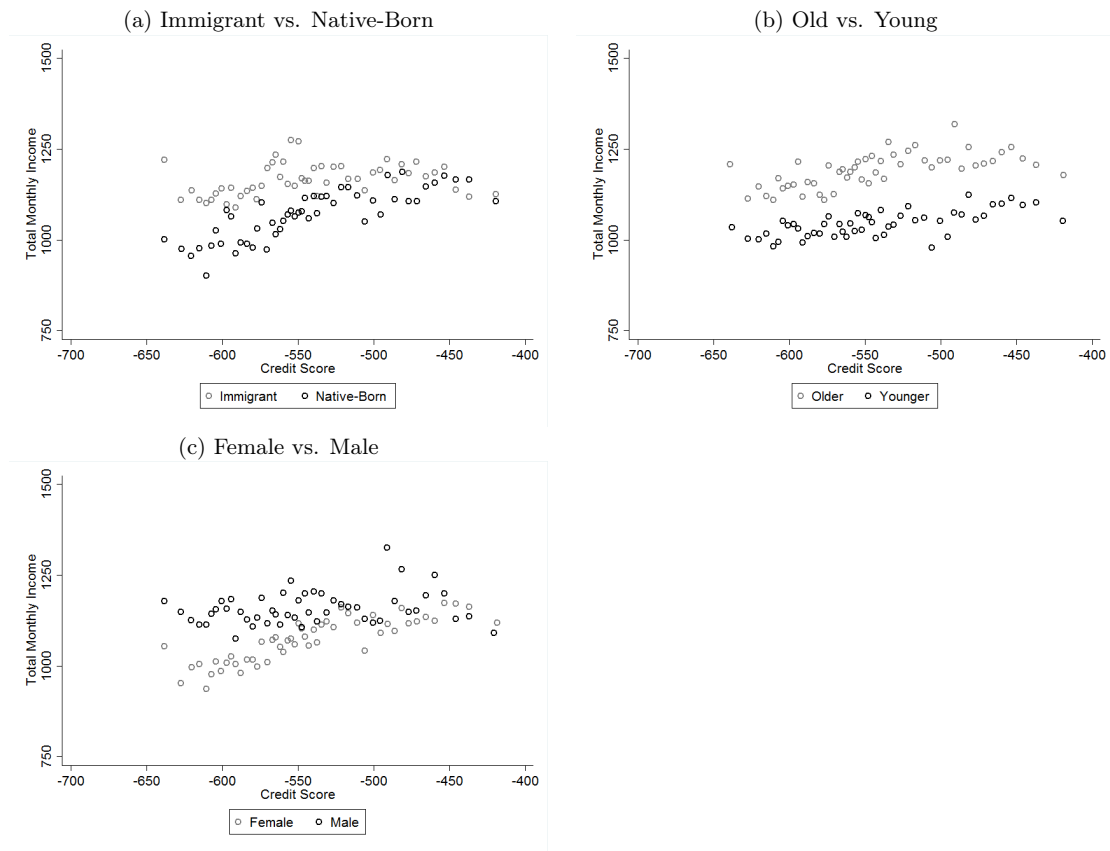 (a) Immigrant vs. Native-Born
Total Monthly Income
1500
1250
1000
750
-700 -650 -600 -550 -500 -450 -400
Credit Score
Immigrant Native-Born
(b) Old vs. Young
Total Monthly Income
1500
1250
1000
750
-700 -650 -600 -550 -500 -450 -400
Credit Score
Older Younger
(c) Female vs. Male
Total Monthly Income
1500
1250
1000
750
-700 -650 -600 -550 -500 -450 -400
Credit Score
Female Male